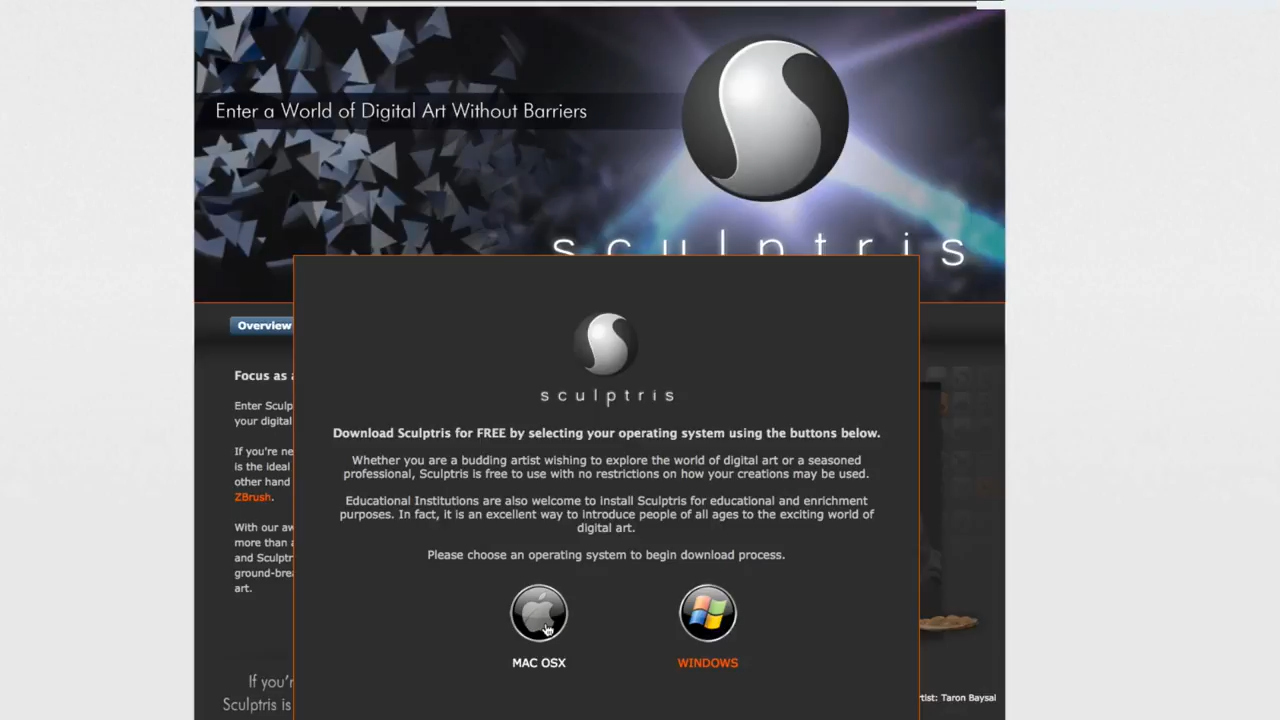 Enter a World of Digital Art Without Barriers
sculptris
Overview
Focus as a
Enter Sculp
your digital
If you're ne
is the ideal
other hand
ZBrush.
With our aw
more than a
and Sculptr
ground-brea
art.
If you'r
Sculptris is
sculptris
Download Sculptris for FREE by selecting your operating system using the buttons below.
Whether you are a budding artist wishing to explore the world of digital art or a seasoned
professional, Sculptris is free to use with no restrictions on how your creations may be used.
Educational Institutions are also welcome to install Sculptris for educational and enrichment
purposes. In fact, it is an excellent way to introduce people of all ages to the exciting world of
digital art.
Please choose an operating system to begin download process.
MAC OSX
WINDOWS
tist: Taron Baysal